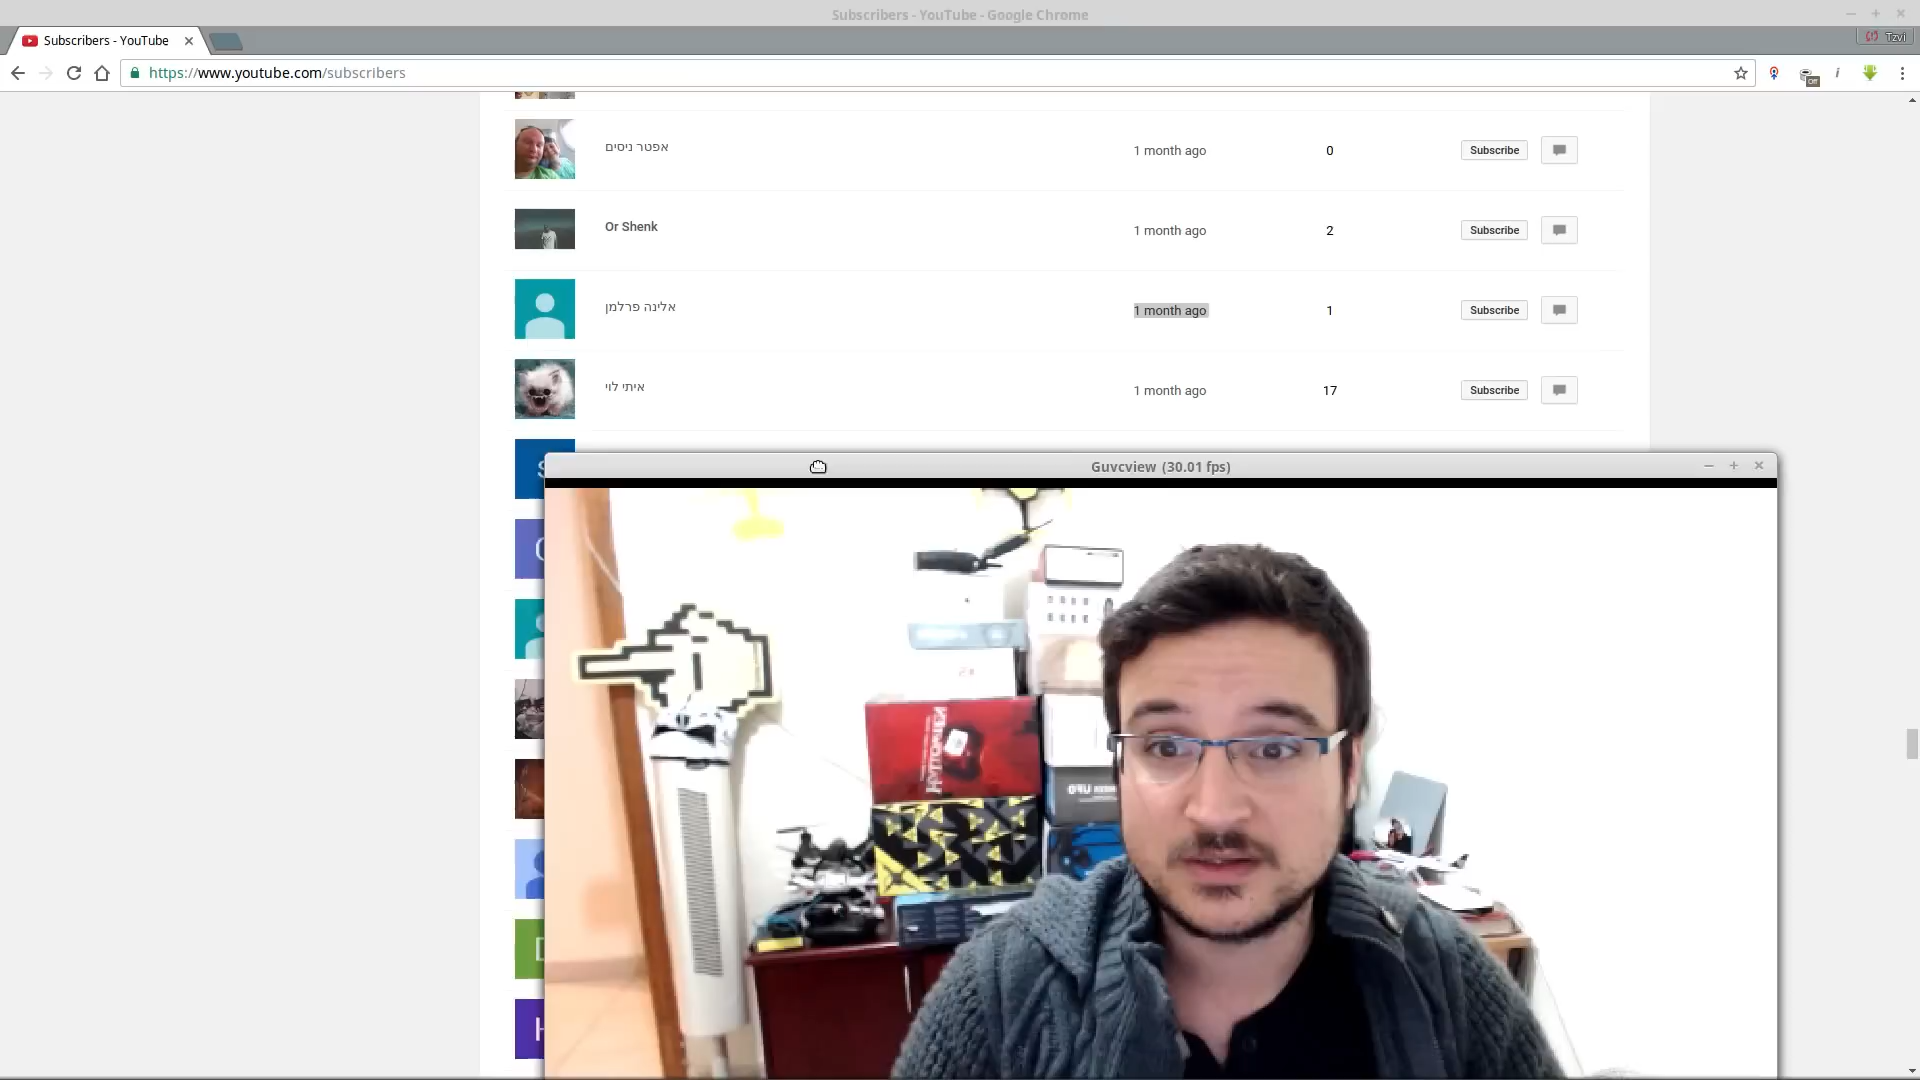 Subscribers - YouTube - Google Chrome
Subscribers - YouTube
Tzvi
https://www.youtube.com/subscribers
Off
אפטר ניסים
1 month ago
0
Subscribe
Or Shenk
1 month ago
2
Subscribe
אלינה פרלמן
1 month ago
1
Subscribe
איתי לוי
1 month ago
17
Subscribe
Guvcview (30.01 fps)